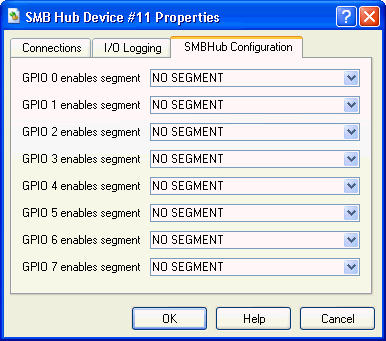 SMB Hub Device #11 Properties
Connections I/O Logging SMBHub Configuration
GPIO 0 enables segment NO SEGMENT
GPIO 1 enables segment NO SEGMENT
GPIO 2 enables segment NO SEGMENT
GPIO 3 enables segment NO SEGMENT
GPIO 4 enables segment NO SEGMENT
GPIO 5 enables segment NO SEGMENT
GPIO 6 enables segment NO SEGMENT
GPIO 7 enables segment NO SEGMENT
OK Help Cancel